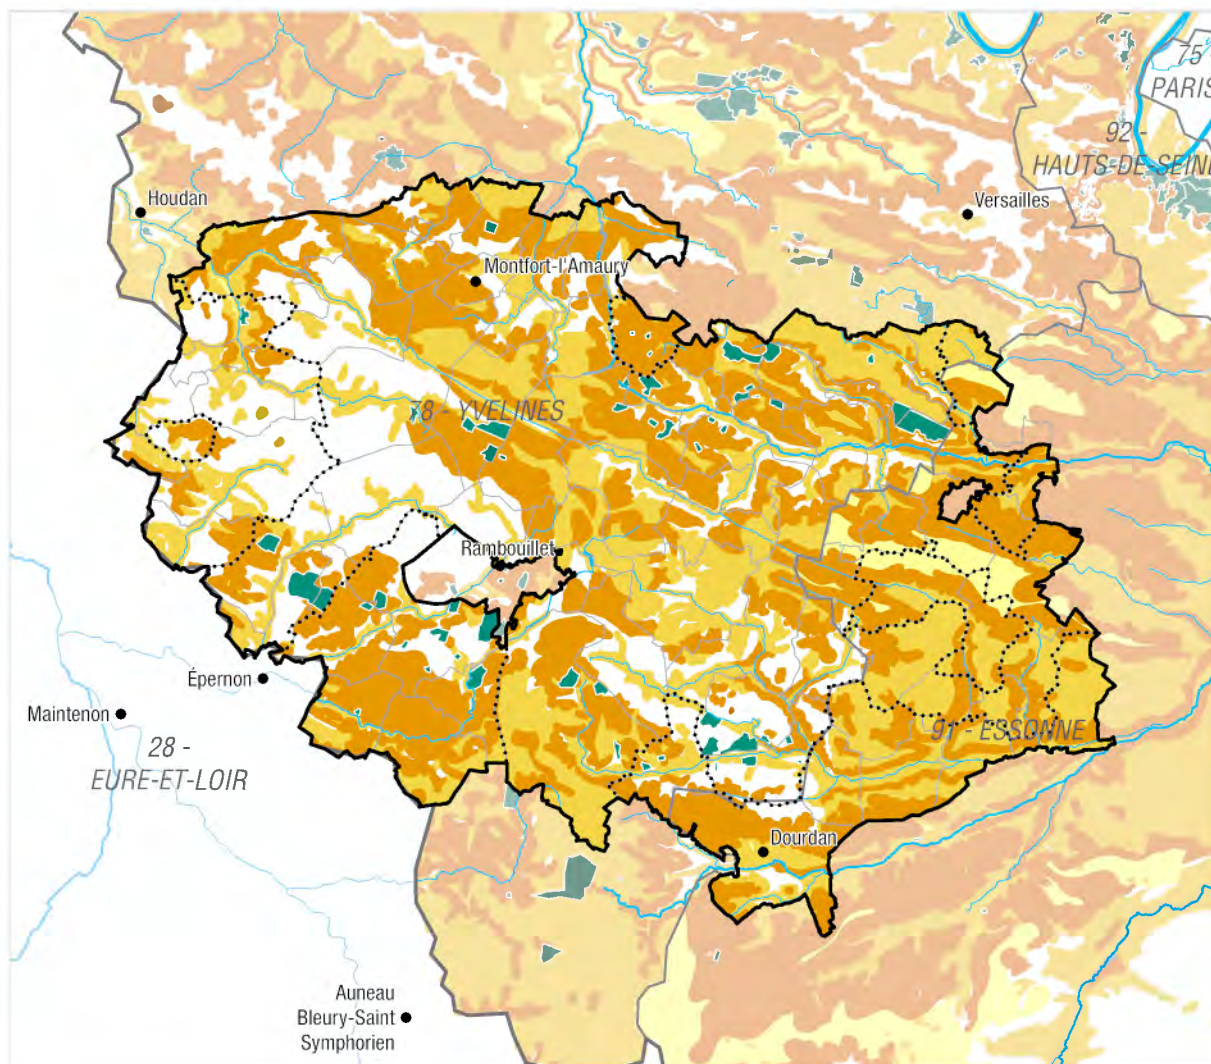 75 -
PARIS
92 -
HAUTS-DE-SEINE
Houdan
Versailles
Montfort-l'Amaury
78 - YVELINES
Rambouillet
Épernon
Maintenon
28 -
EURE-ET-LOIR
91 - ESSONNE
Dourdan
Auneau
Bleury-Saint
Symphorien